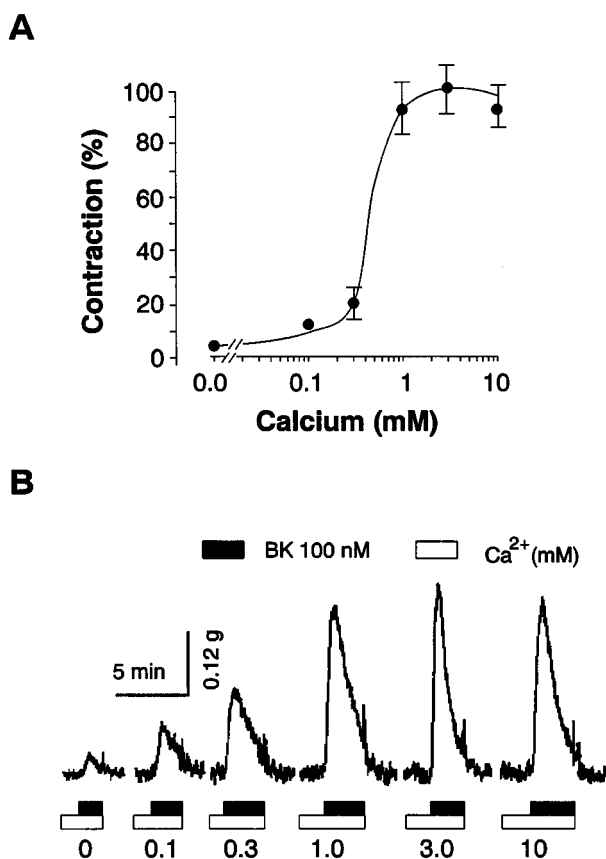 A
Contraction (%)
100
80
60
40
20
0
0.0 0.1 1 10
Calcium (mM)
B
BK 100 nM Ca²⁺(mM)
5 min
0.12 g
0 0.1 0.3 1.0 3.0 10